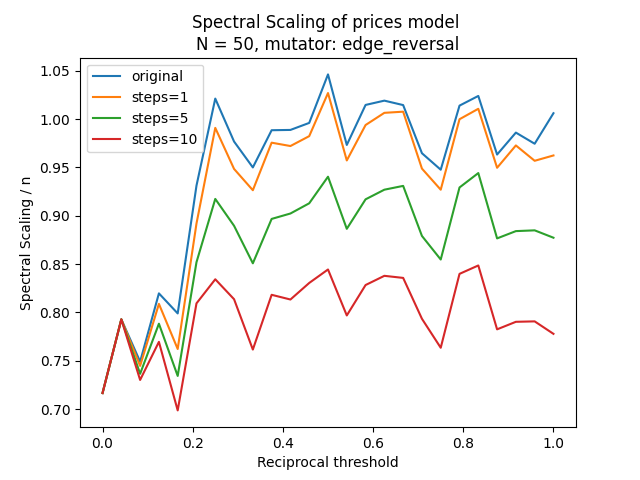 Spectral Scaling of prices model
N = 50, mutator: edge_reversal
original
steps=1
steps=5
steps=10
Spectral Scaling / n
1.05
1.00
0.95
0.90
0.85
0.80
0.75
0.70
0.0 0.2 0.4 0.6 0.8 1.0
Reciprocal threshold